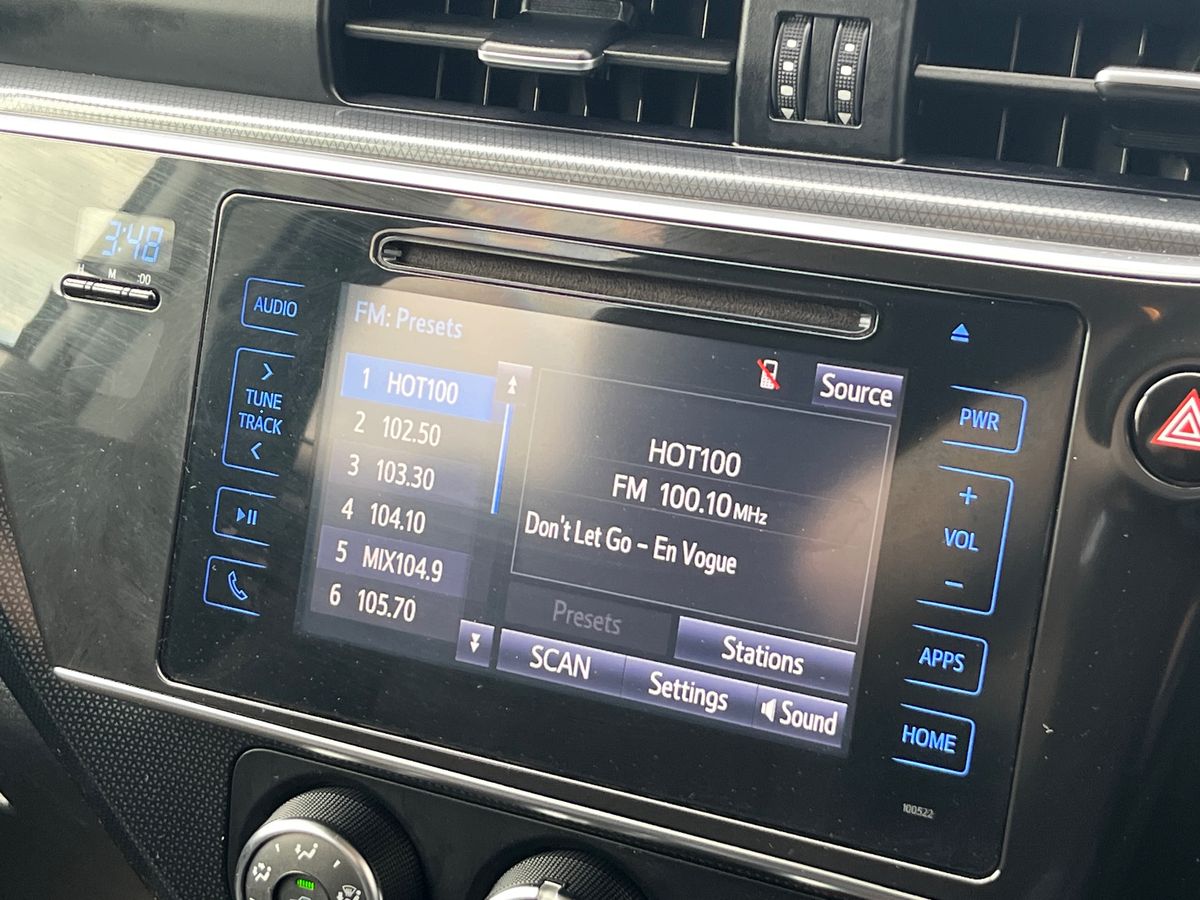 3:48
H M :00
AUDIO
TUNE
TRACK
FM: Presets
1 HOT100
2 102.50
3 103.30
4 104.10
5 MIX104.9
6 105.70
Source
HOT100
FM 100.10 MHz
Don't Let Go – En Vogue
Presets
Stations
SCAN
Settings
Sound
PWR
+
VOL
–
APPS
HOME
100522